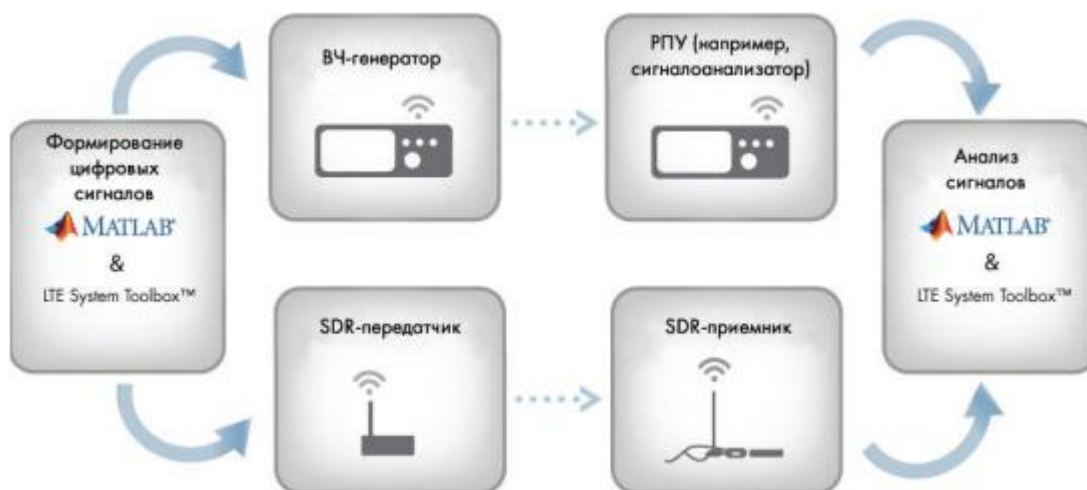 ВЧ-генератор
РПУ (например,
сигналоанализатор)
Формирование
цифровых
сигналов
MATLAB®
&
LTE System Toolbox™
Анализ
сигналов
MATLAB®
&
LTE System Toolbox™
SDR-передатчик
SDR-приемник